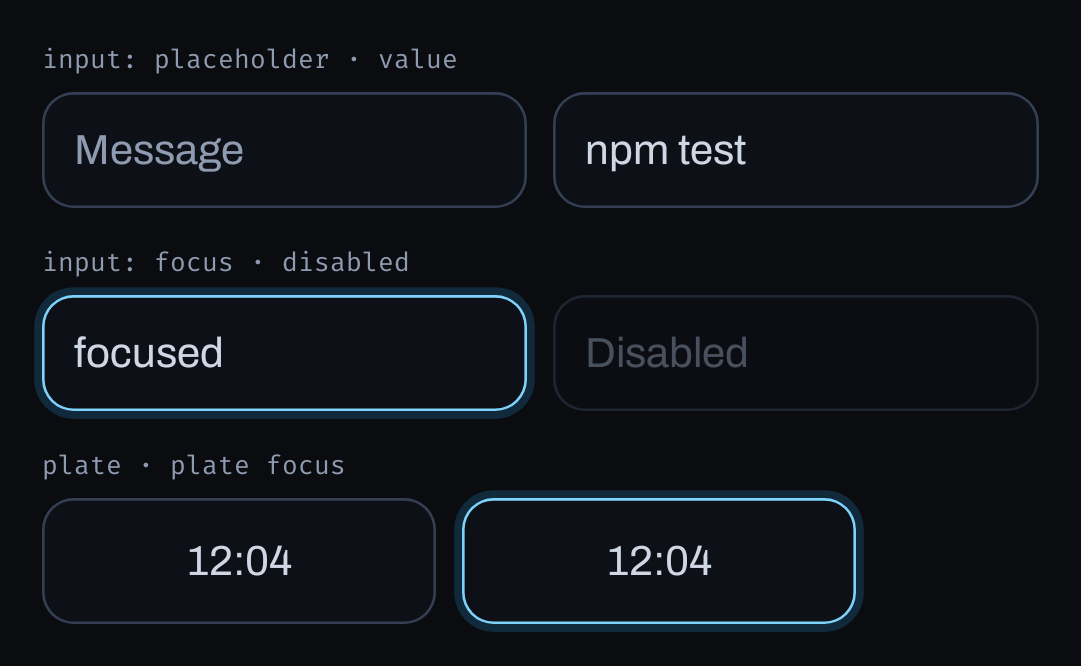 input: placeholder · value
Message
npm test
input: focus · disabled
focused
Disabled
plate · plate focus
12:04
12:04